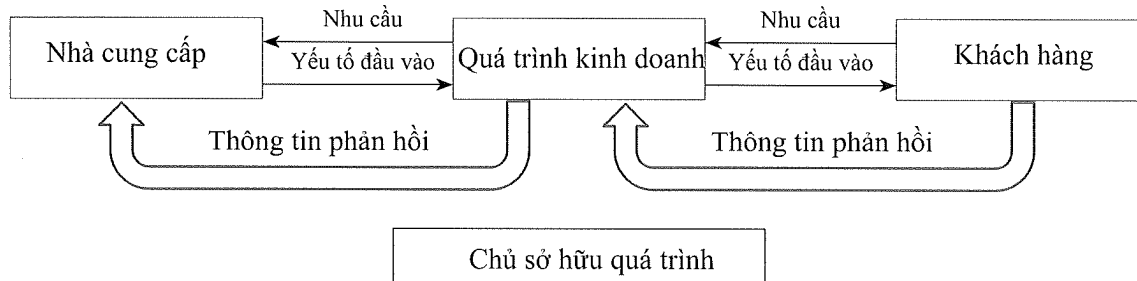 Nhu cầu
Nhu cầu
Nhà cung cấp
Quá trình kinh doanh
Khách hàng
Yếu tố đầu vào
Yếu tố đầu vào
Thông tin phản hồi
Thông tin phản hồi
Chủ sở hữu quá trình